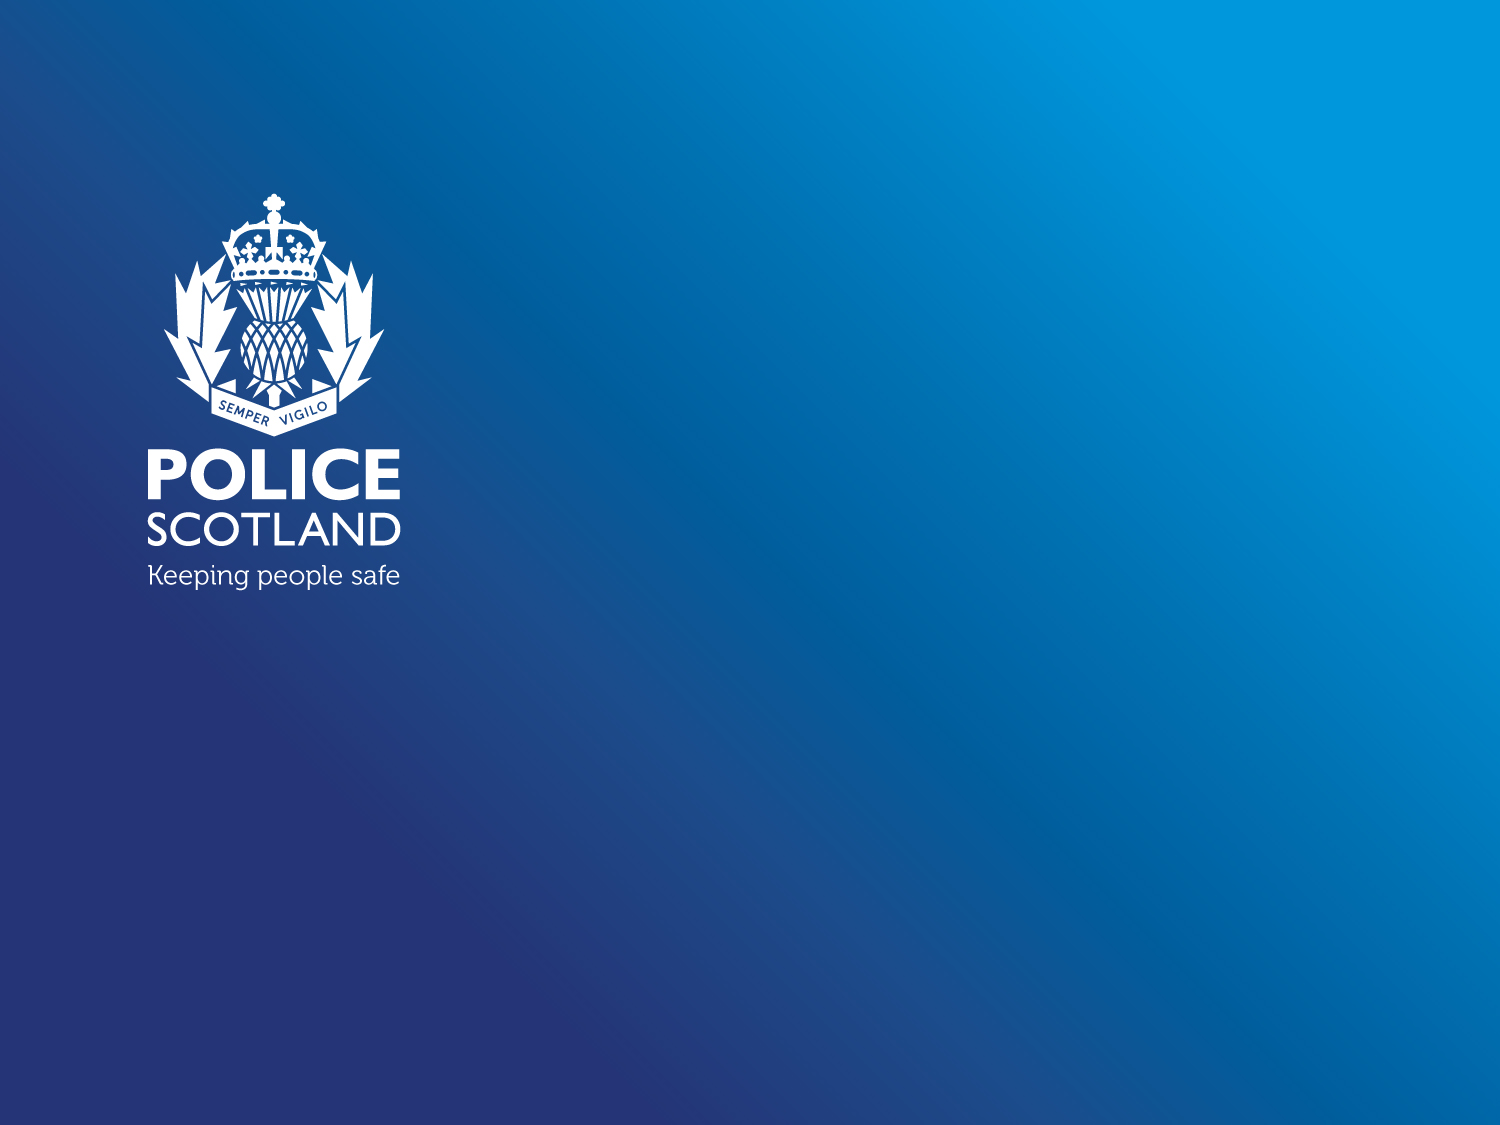 SEMPER VIGILO
POLICE
SCOTLAND
Keeping people safe